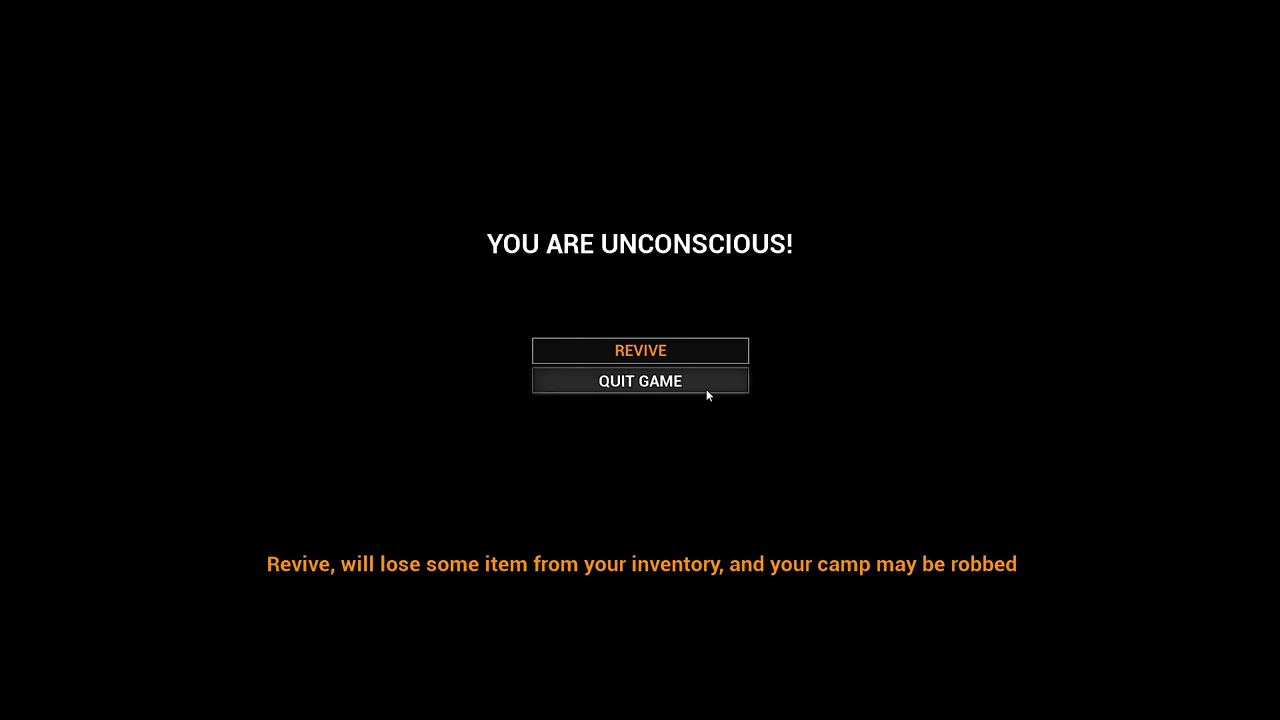 YOU ARE UNCONSCIOUS!
REVIVE
QUIT GAME
Revive, will lose some item from your inventory, and your camp may be robbed